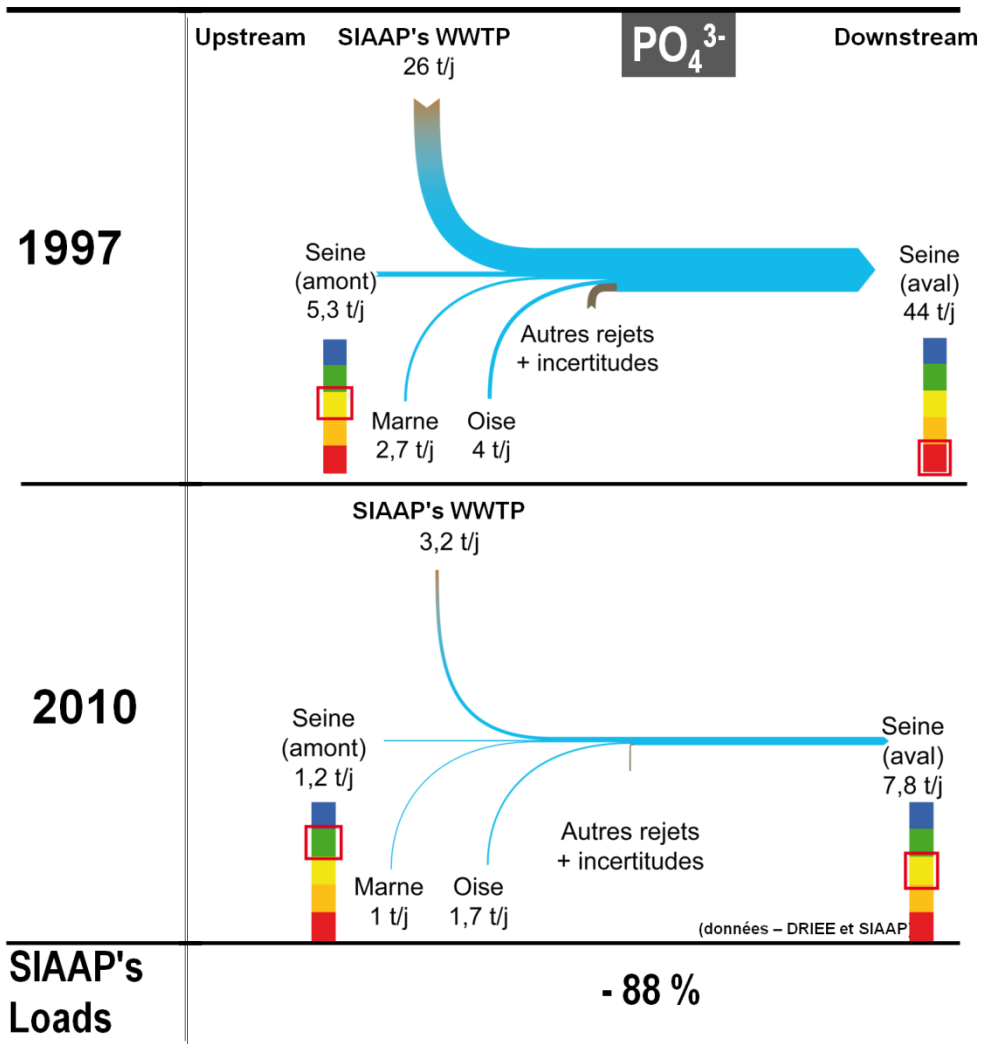 Upstream
SIAAP's WWTP
26 t/j
PO₄³⁻
Downstream
1997
Seine
(amont)
5,3 t/j
Marne
2,7 t/j
Oise
4 t/j
Autres rejets
+ incertitudes
Seine
(aval)
44 t/j
2010
SIAAP's WWTP
3,2 t/j
Seine
(amont)
1,2 t/j
Marne
1 t/j
Oise
1,7 t/j
Autres rejets
+ incertitudes
Seine
(aval)
7,8 t/j
(données – DRIEE et SIAAP)
SIAAP's
Loads
- 88 %